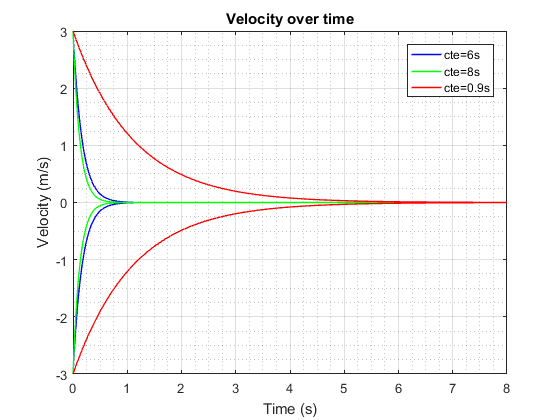 Velocity over time
3
2
1
0
-1
-2
-3
Velocity (m/s)
cte=6s
cte=8s
cte=0.9s
0 1 2 3 4 5 6 7 8
Time (s)